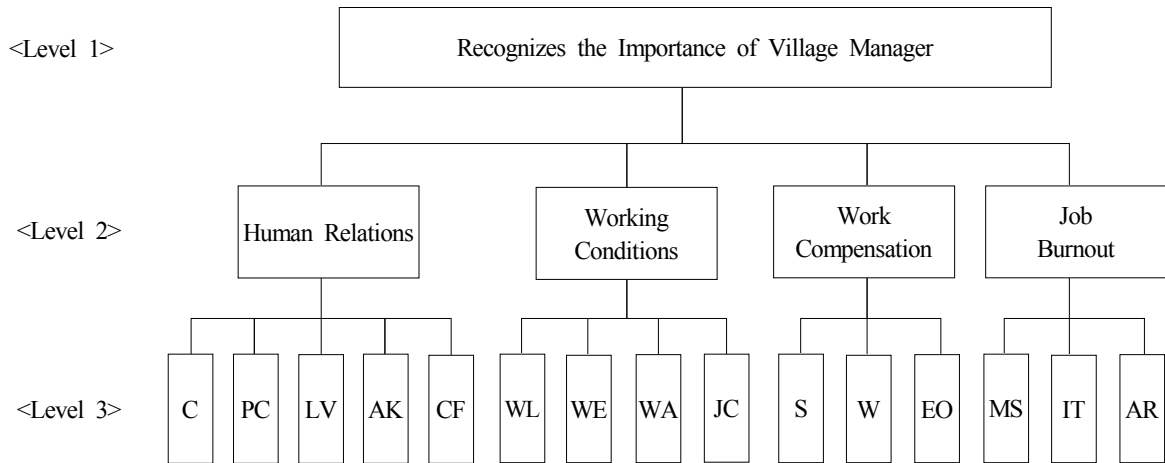 <Level 1>
Recognizes the Importance of Village Manager
<Level 2>
Human Relations
Working
Conditions
Work
Compensation
Job
Burnout
<Level 3>
C
PC
LV
AK
CF
WL
WE
WA
JC
S
W
EO
MS
IT
AR